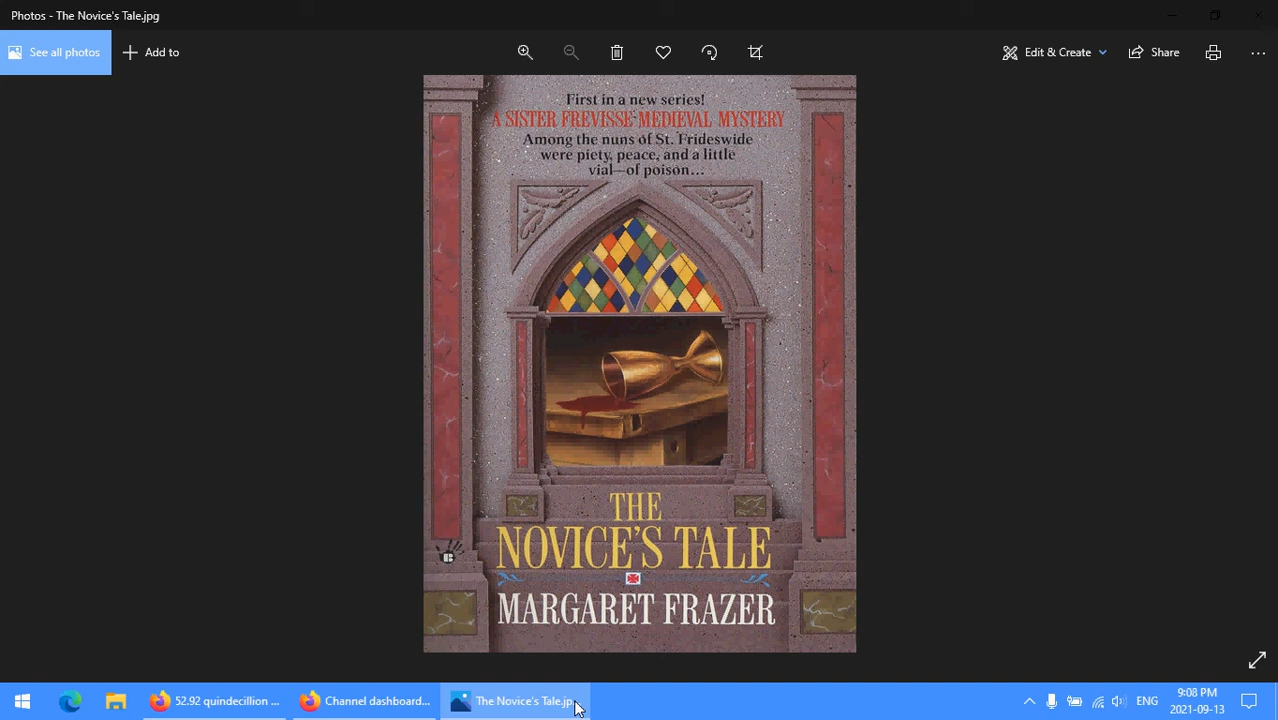 Photos - The Novice's Tale.jpg
See all photos
Add to
Edit & Create
Share
First in a new series!
A SISTER FREVISSE MEDIEVAL MYSTERY
Among the nuns of St. Frideswide
were piety, peace, and a little
vial—of poison...
THE
NOVICE'S TALE
MARGARET FRAZER
52.92 quindecillion ...
Channel dashboard...
The Novice's Tale.jp
ENG
9:08 PM
2021-09-13